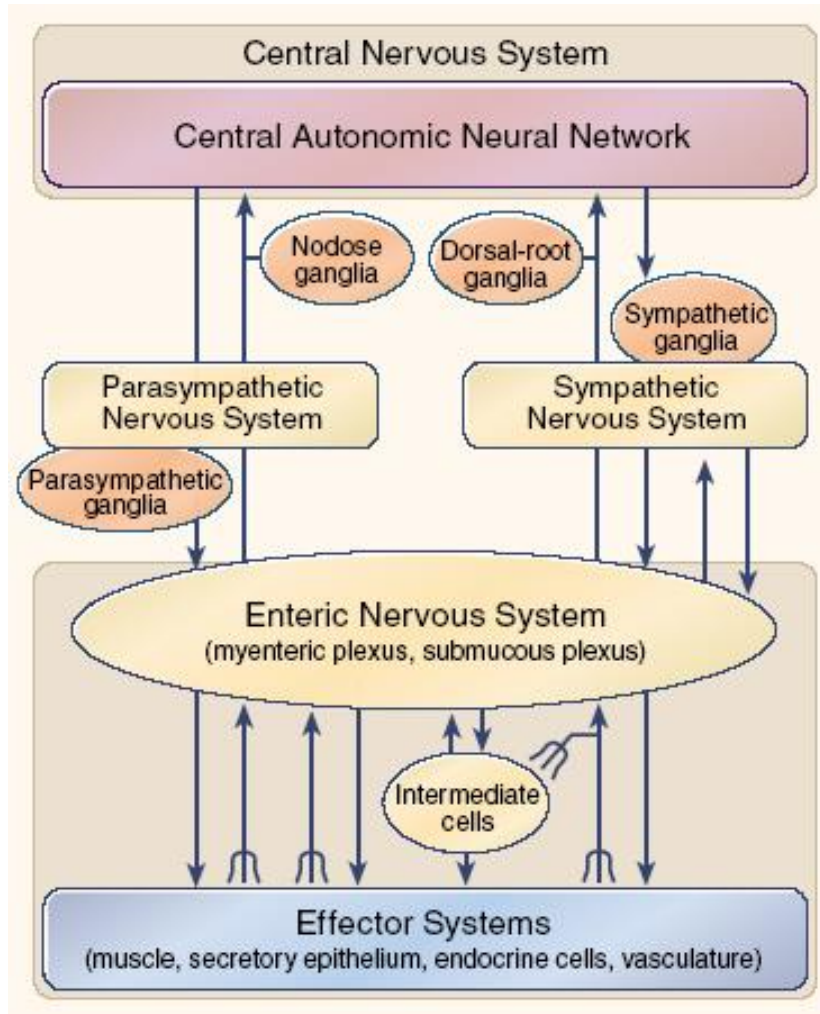 Central Nervous System
Central Autonomic Neural Network
Nodose
ganglia
Dorsal-root
ganglia
Sympathetic
ganglia
Parasympathetic
Nervous System
Sympathetic
Nervous System
Parasympathetic
ganglia
Enteric Nervous System
(myenteric plexus, submucous plexus)
Intermediate
cells
Effector Systems
(muscle, secretory epithelium, endocrine cells, vasculature)